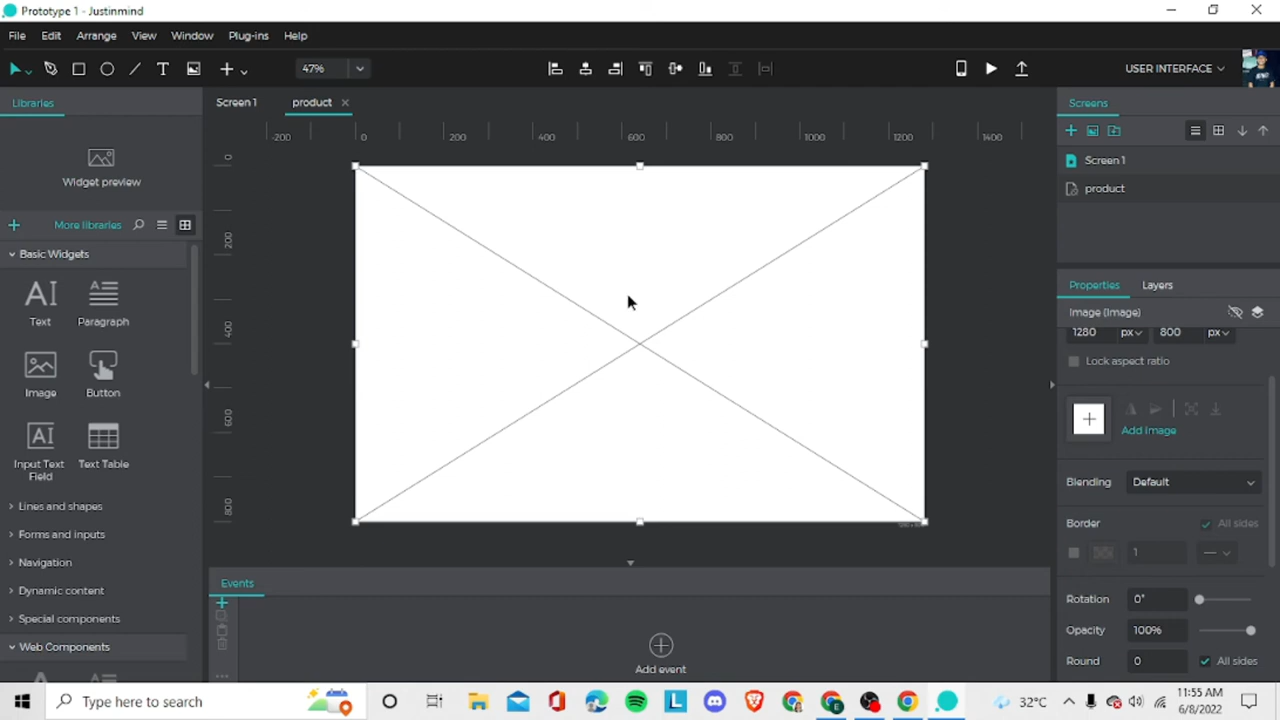 Prototype 1 - Justinmind
File Edit Arrange View Window Plug-ins Help
47%
USER INTERFACE
Libraries
Screen 1 product
Screens
-200 0 200 400 600 800 1000 1200 1400
0
200
400
600
800
Widget preview
More libraries
Basic Widgets
Text Paragraph
Image Button
Input Text Field Text Table
Lines and shapes
Forms and inputs
Navigation
Dynamic content
Special components
Web Components
Screen 1
product
Properties Layers
Image (Image)
1280 px 800 px
Lock aspect ratio
Add Image
Blending Default
Border All sides
1
Rotation 0°
Opacity 100%
Round 0 All sides
Events
Add event
Type here to search
32°C
11:55 AM
6/8/2022